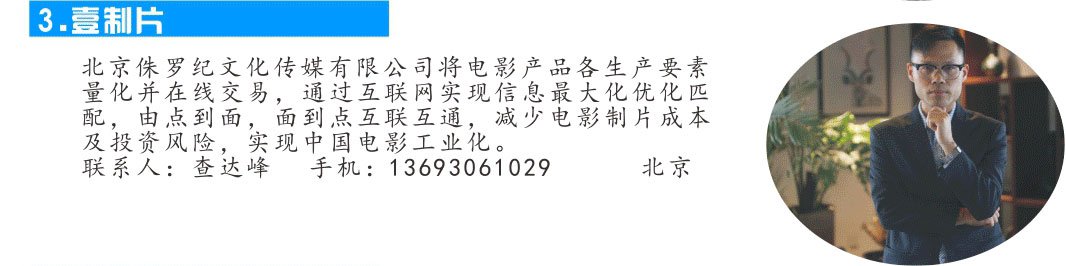 3.壹制片
北京侏罗纪文化传媒有限公司将电影产品各生产要素
量化并在线交易，通过互联网实现信息最大化优化匹
配，由点到面，面到点互联互通，减少电影制片成本
及投资风险，实现中国电影工业化。
联系人：查达峰 手机：13693061029 北京